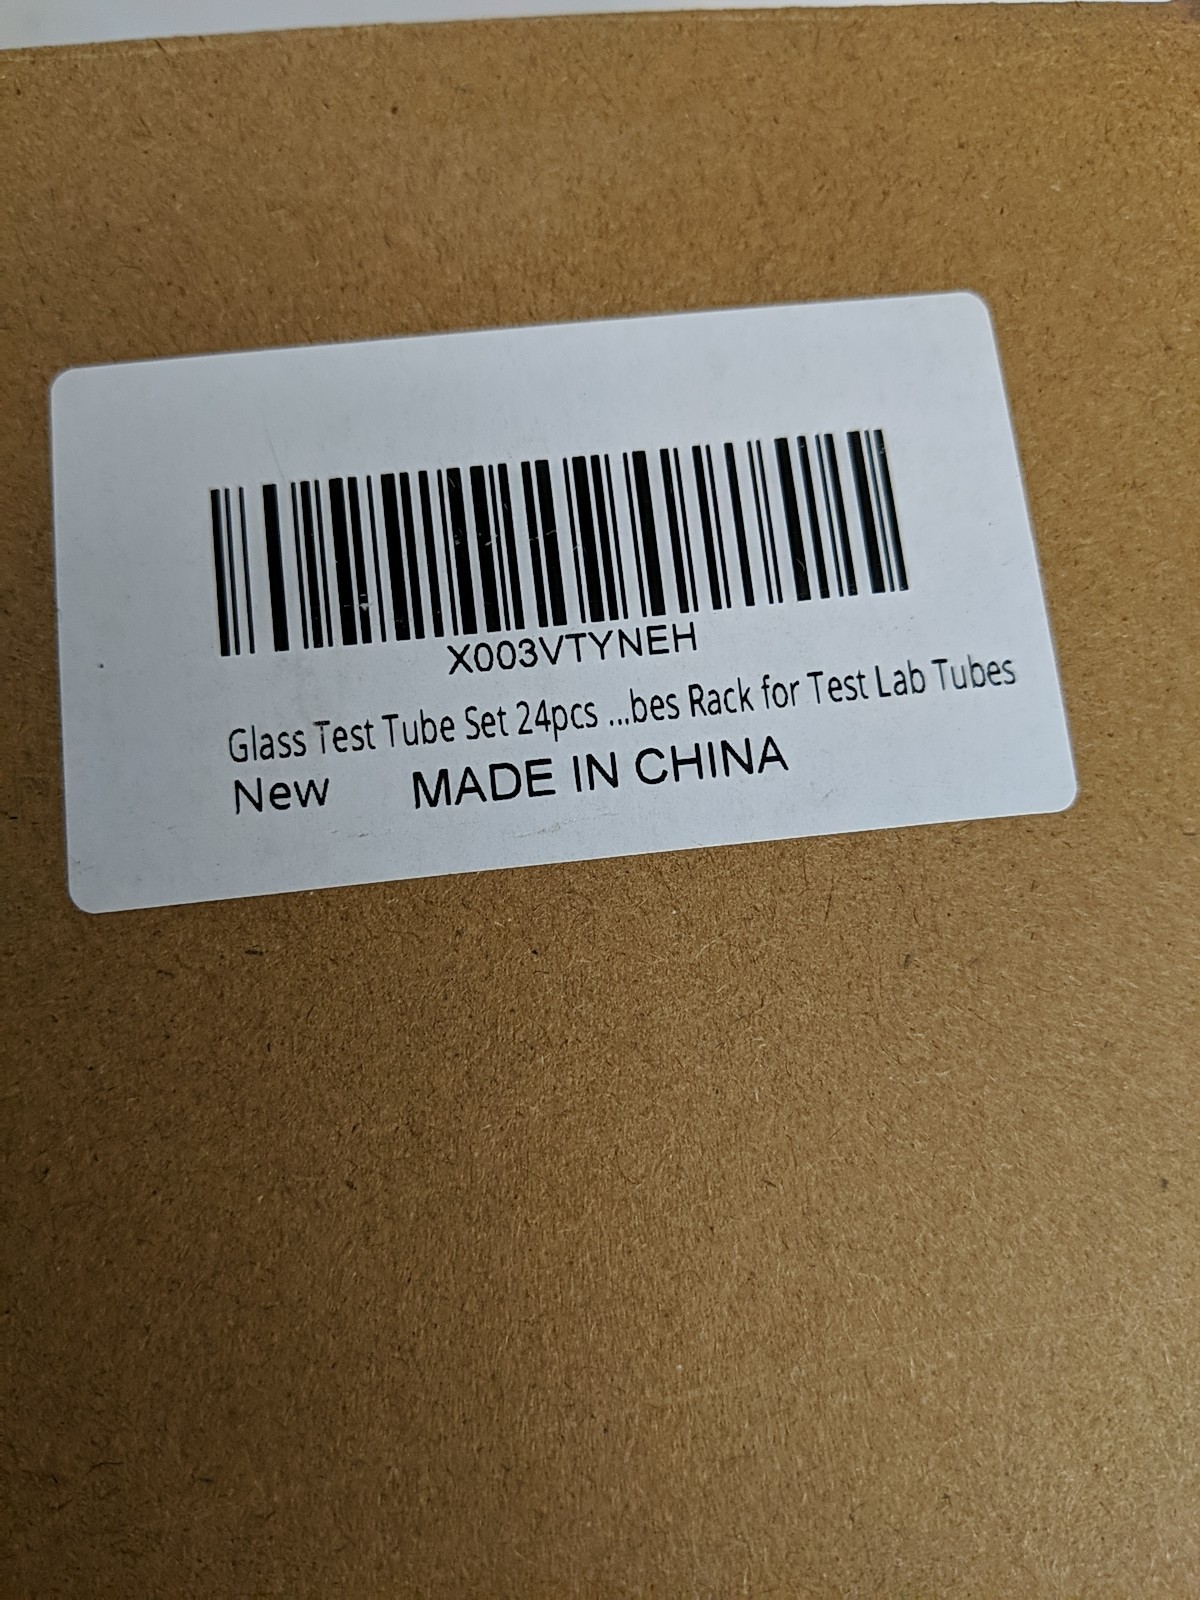 X003VTYNEH
Glass Test Tube Set 24pcs ...bes Rack for Test Lab Tubes
New MADE IN CHINA